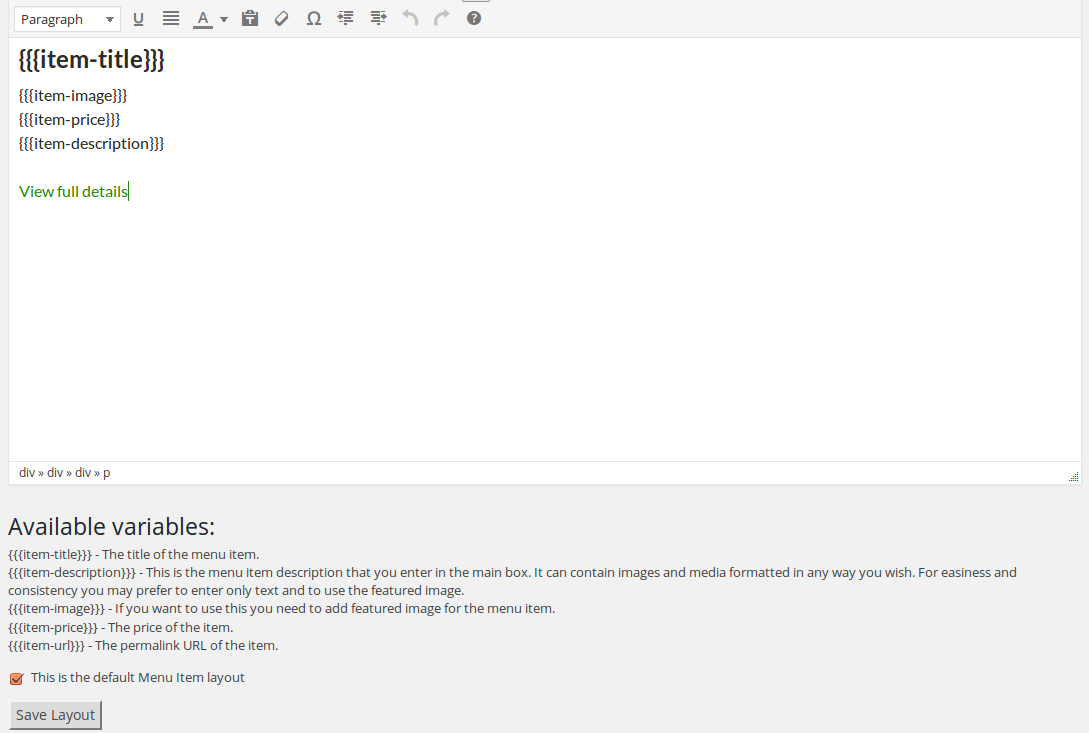 Paragraph U A Ω ?
{{{item-title}}}
{{{item-image}}}
{{{item-price}}}
{{{item-description}}}
View full details
div » div » div » p
Available variables:
{{{item-title}}} - The title of the menu item.
{{{item-description}}} - This is the menu item description that you enter in the main box. It can contain images and media formatted in any way you wish. For easiness and
consistency you may prefer to enter only text and to use the featured image.
{{{item-image}}} - If you want to use this you need to add featured image for the menu item.
{{{item-price}}} - The price of the item.
{{{item-url}}} - The permalink URL of the item.
This is the default Menu Item layout
Save Layout